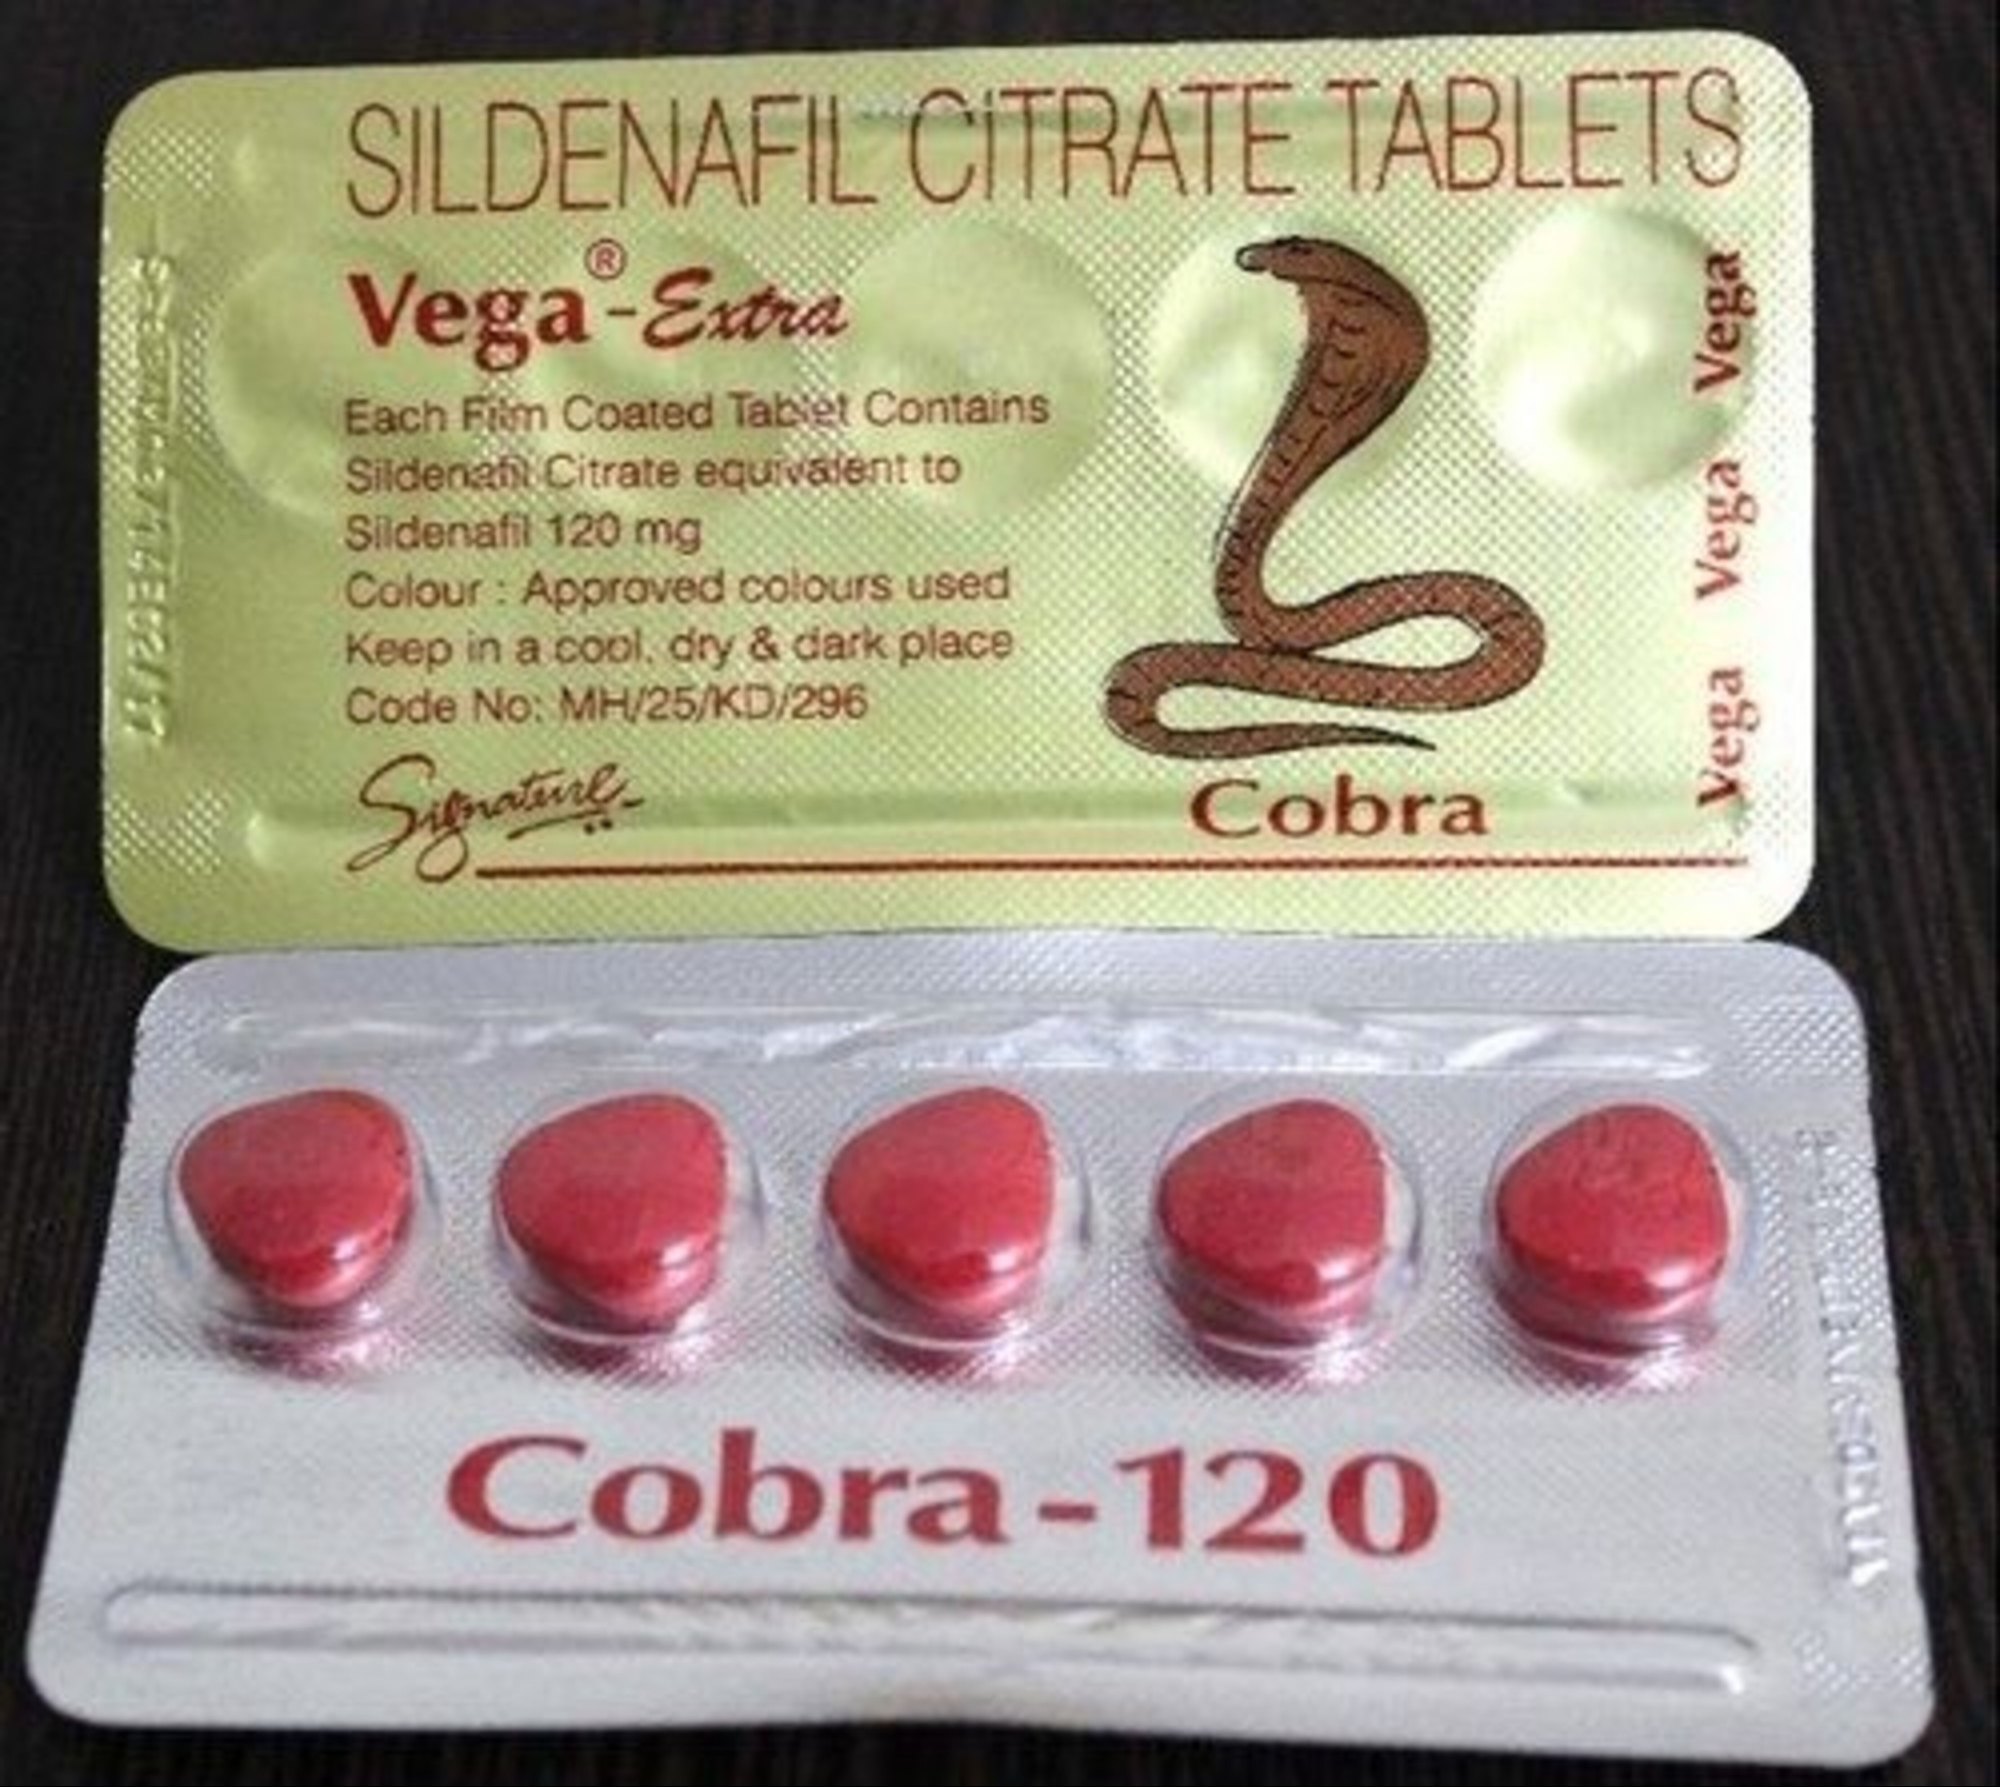 SILDENAFIL CITRATE TABLETS
Vega®-Extra
Each Film Coated Tablet Contains
Sildenafil Citrate equivalent to
Sildenafil 120 mg
Colour : Approved colours used
Keep in a cool, dry & dark place
Code No: MH/25/KD/296
Signature
Cobra
Vega Vega Vega
Cobra-120